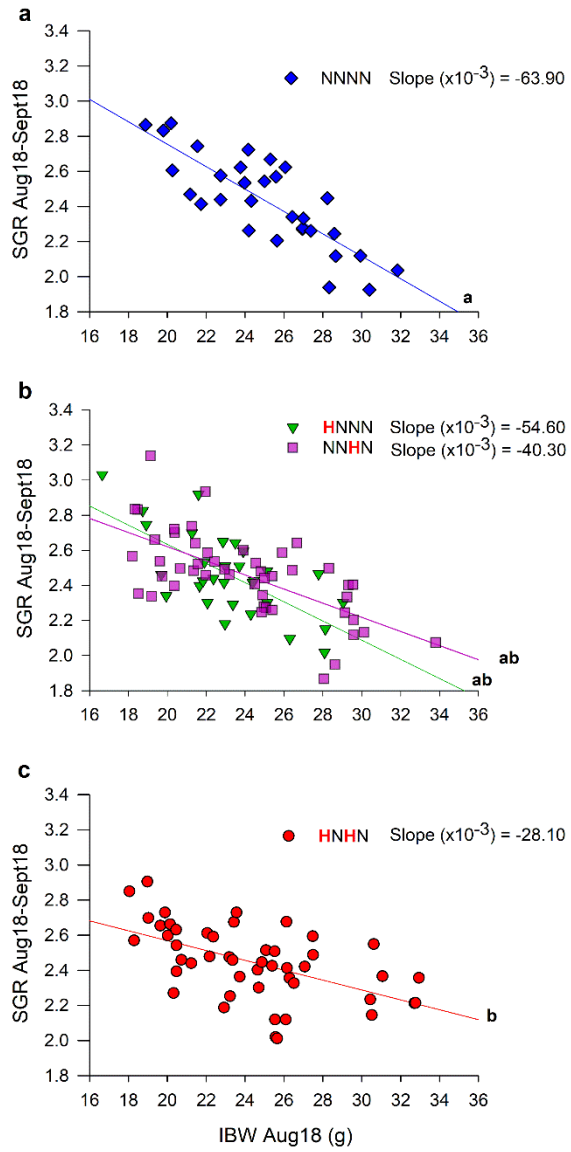 a
3.4
3.2
3.0
2.8
2.6
2.4
2.2
2.0
1.8
SGR Aug18-Sept18
NNNN Slope (x10⁻³) = -63.90
a
16 18 20 22 24 26 28 30 32 34 36
b
3.4
3.2
3.0
2.8
2.6
2.4
2.2
2.0
1.8
SGR Aug18-Sept18
HNNN Slope (x10⁻³) = -54.60
NNHN Slope (x10⁻³) = -40.30
ab
ab
16 18 20 22 24 26 28 30 32 34 36
c
3.4
3.2
3.0
2.8
2.6
2.4
2.2
2.0
1.8
SGR Aug18-Sept18
HNHN Slope (x10⁻³) = -28.10
b
16 18 20 22 24 26 28 30 32 34 36
IBW Aug18 (g)